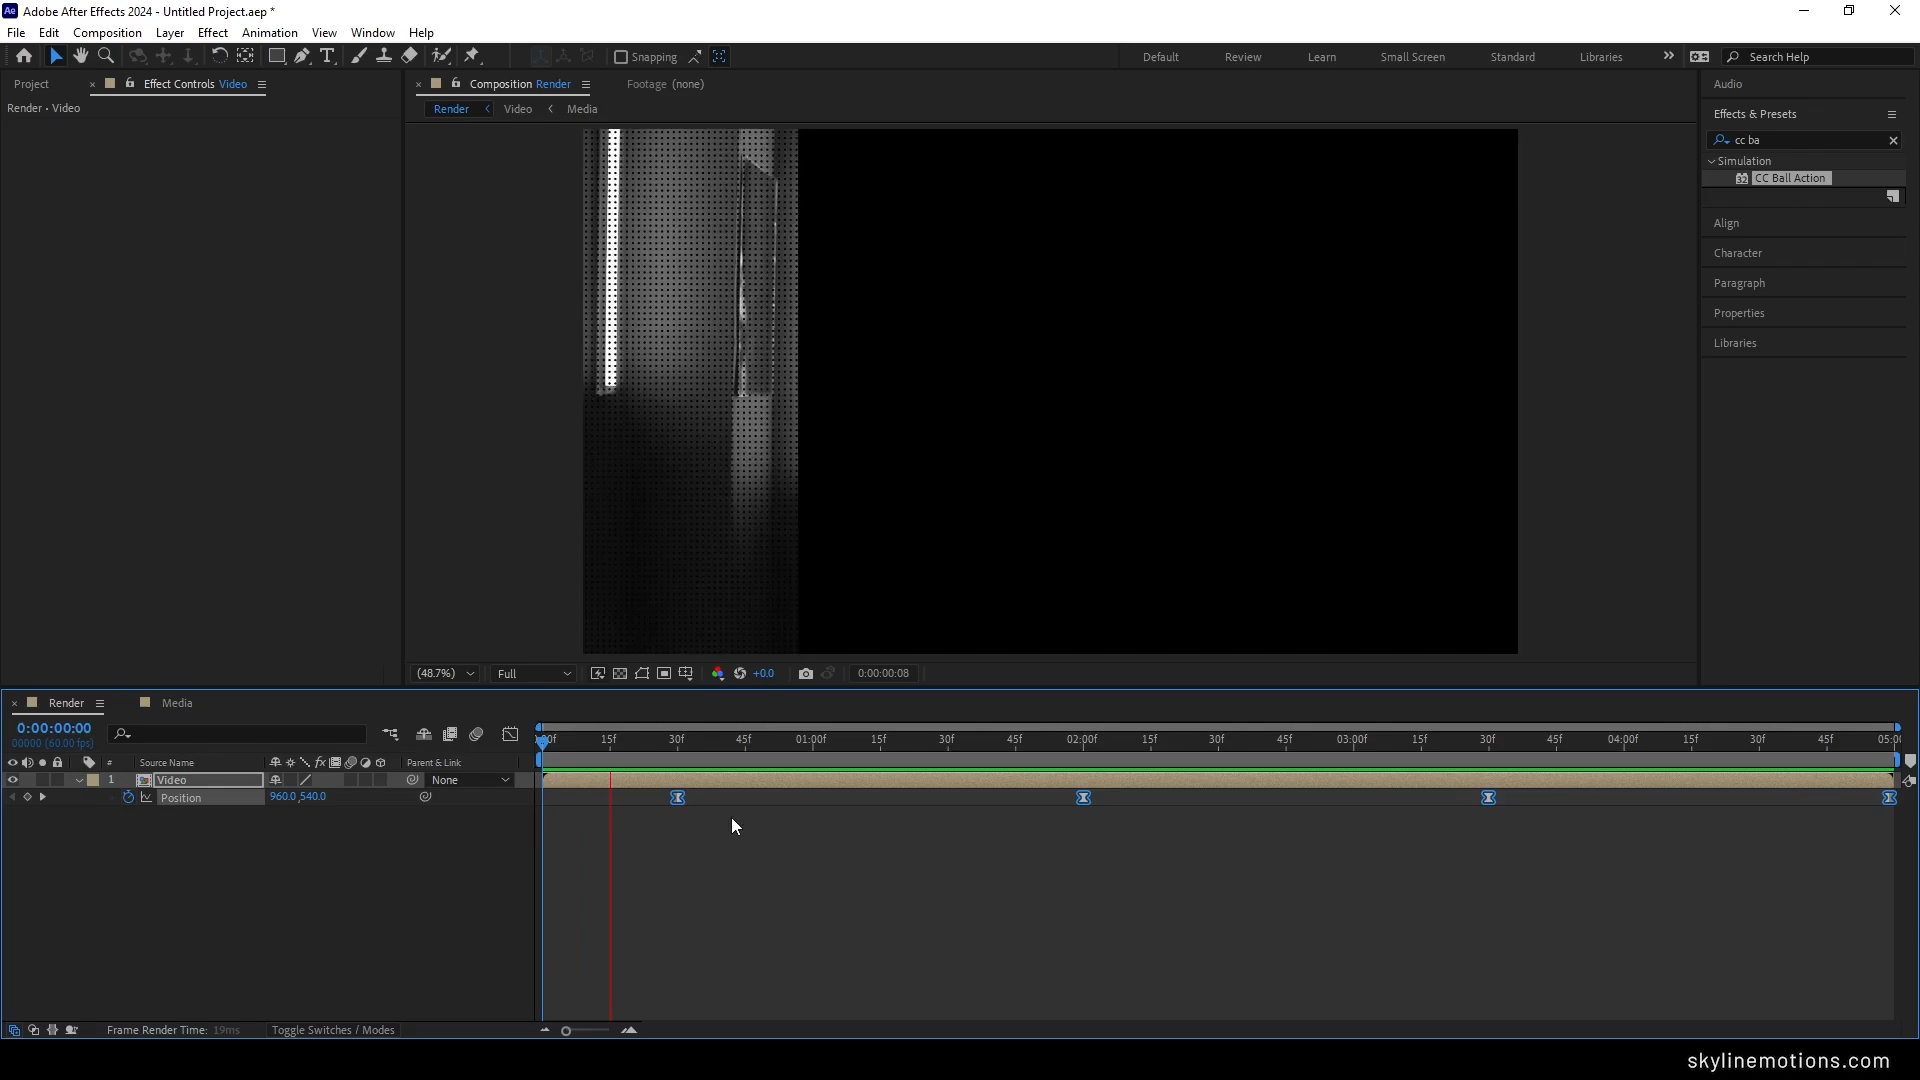 Ae Adobe After Effects 2024 - Untitled Project.aep *
File Edit Composition Layer Effect Animation View Window Help
Snapping Default Review Learn Small Screen Standard Libraries Search Help
Project × Effect Controls Video × Composition Render Footage (none) Audio
Render • Video
Render Video Media
Effects & Presets
cc ba
Simulation
32 CC Ball Action
Align
Character
Paragraph
Properties
Libraries
(48.7%) Full +0.0 0:00:00:08
× Render Media
0:00:00:00
00000 (60.00 fps)
15f 30f 45f 01:00f 15f 30f 45f 02:00f 15f 30f 45f 03:00f 15f 30f 45f 04:00f 15f 30f 45f
# Source Name fx Parent & Link
1 Video None
Position 960.0,540.0
Frame Render Time: 19ms Toggle Switches / Modes
skylinemotions.com